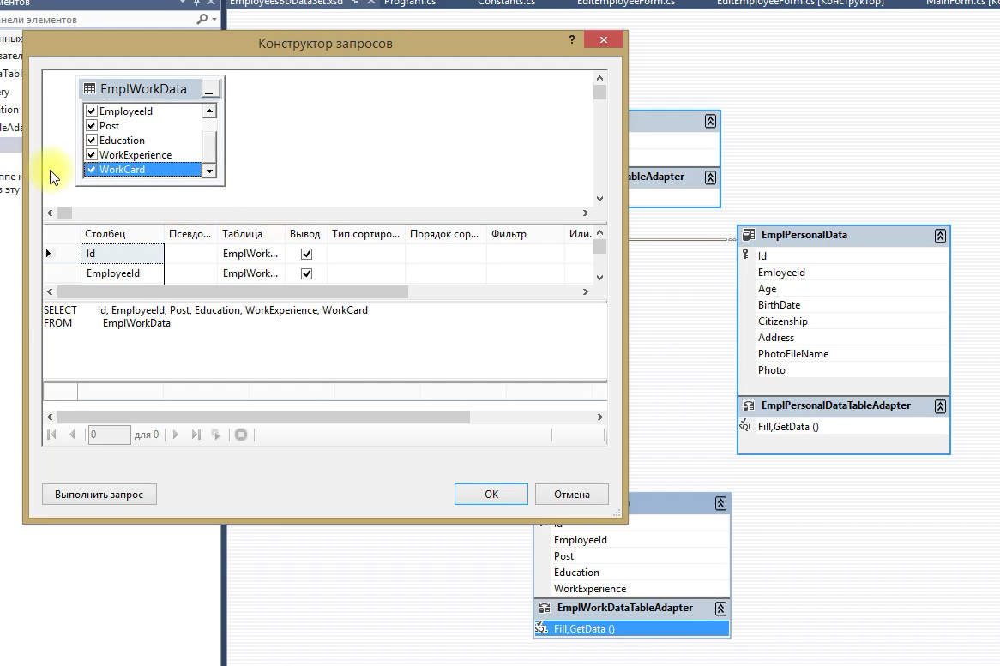 ментов
EmployeesBDDataSet.xsd
Program.cs
Constants.cs
EditEmployeeForm.cs
EditEmployeeForm.cs [Конструктор]
MainForm.cs [Ко
нели элементов
нных
вател
aTabl
ery
tion
leAda
ппе н
в эту
Конструктор запросов
?
EmplWorkData
EmployeeId
Post
Education
WorkExperience
WorkCard
Столбец Псевдо... Таблица Вывод Тип сортиро... Порядок сор... Фильтр Или.
Id EmplWork...
EmployeeId EmplWork...
SELECT Id, EmployeeId, Post, Education, WorkExperience, WorkCard
FROM EmplWorkData
0 для 0
Выполнить запрос
OK
Отмена
ableAdapter
EmplPersonalData
Id
EmloyeeId
Age
BirthDate
Citizenship
Address
PhotoFileName
Photo
EmplPersonalDataTableAdapter
SQL Fill,GetData ()
Id
EmployeeId
Post
Education
WorkExperience
EmplWorkDataTableAdapter
SQL Fill,GetData ()